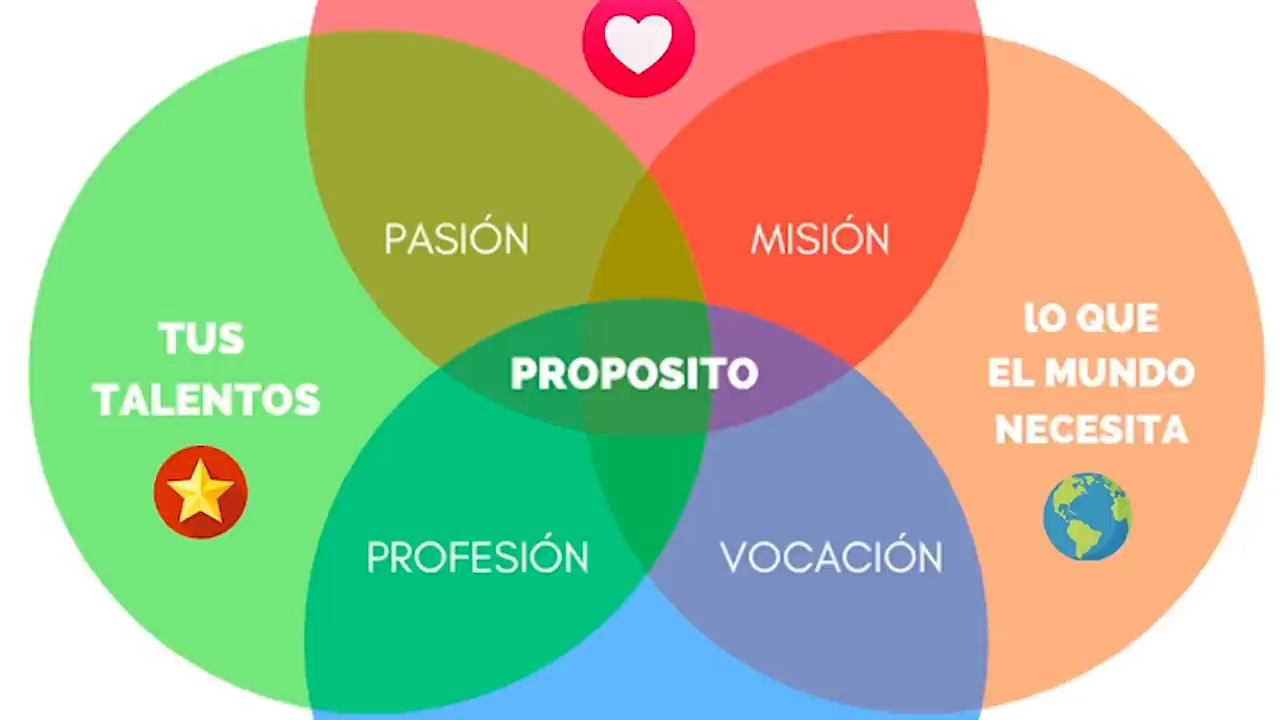 PASIÓN
MISIÓN
TUS
TALENTOS
PROPOSITO
lO QUE
EL MUNDO
NECESITA
PROFESIÓN
VOCACIÓN